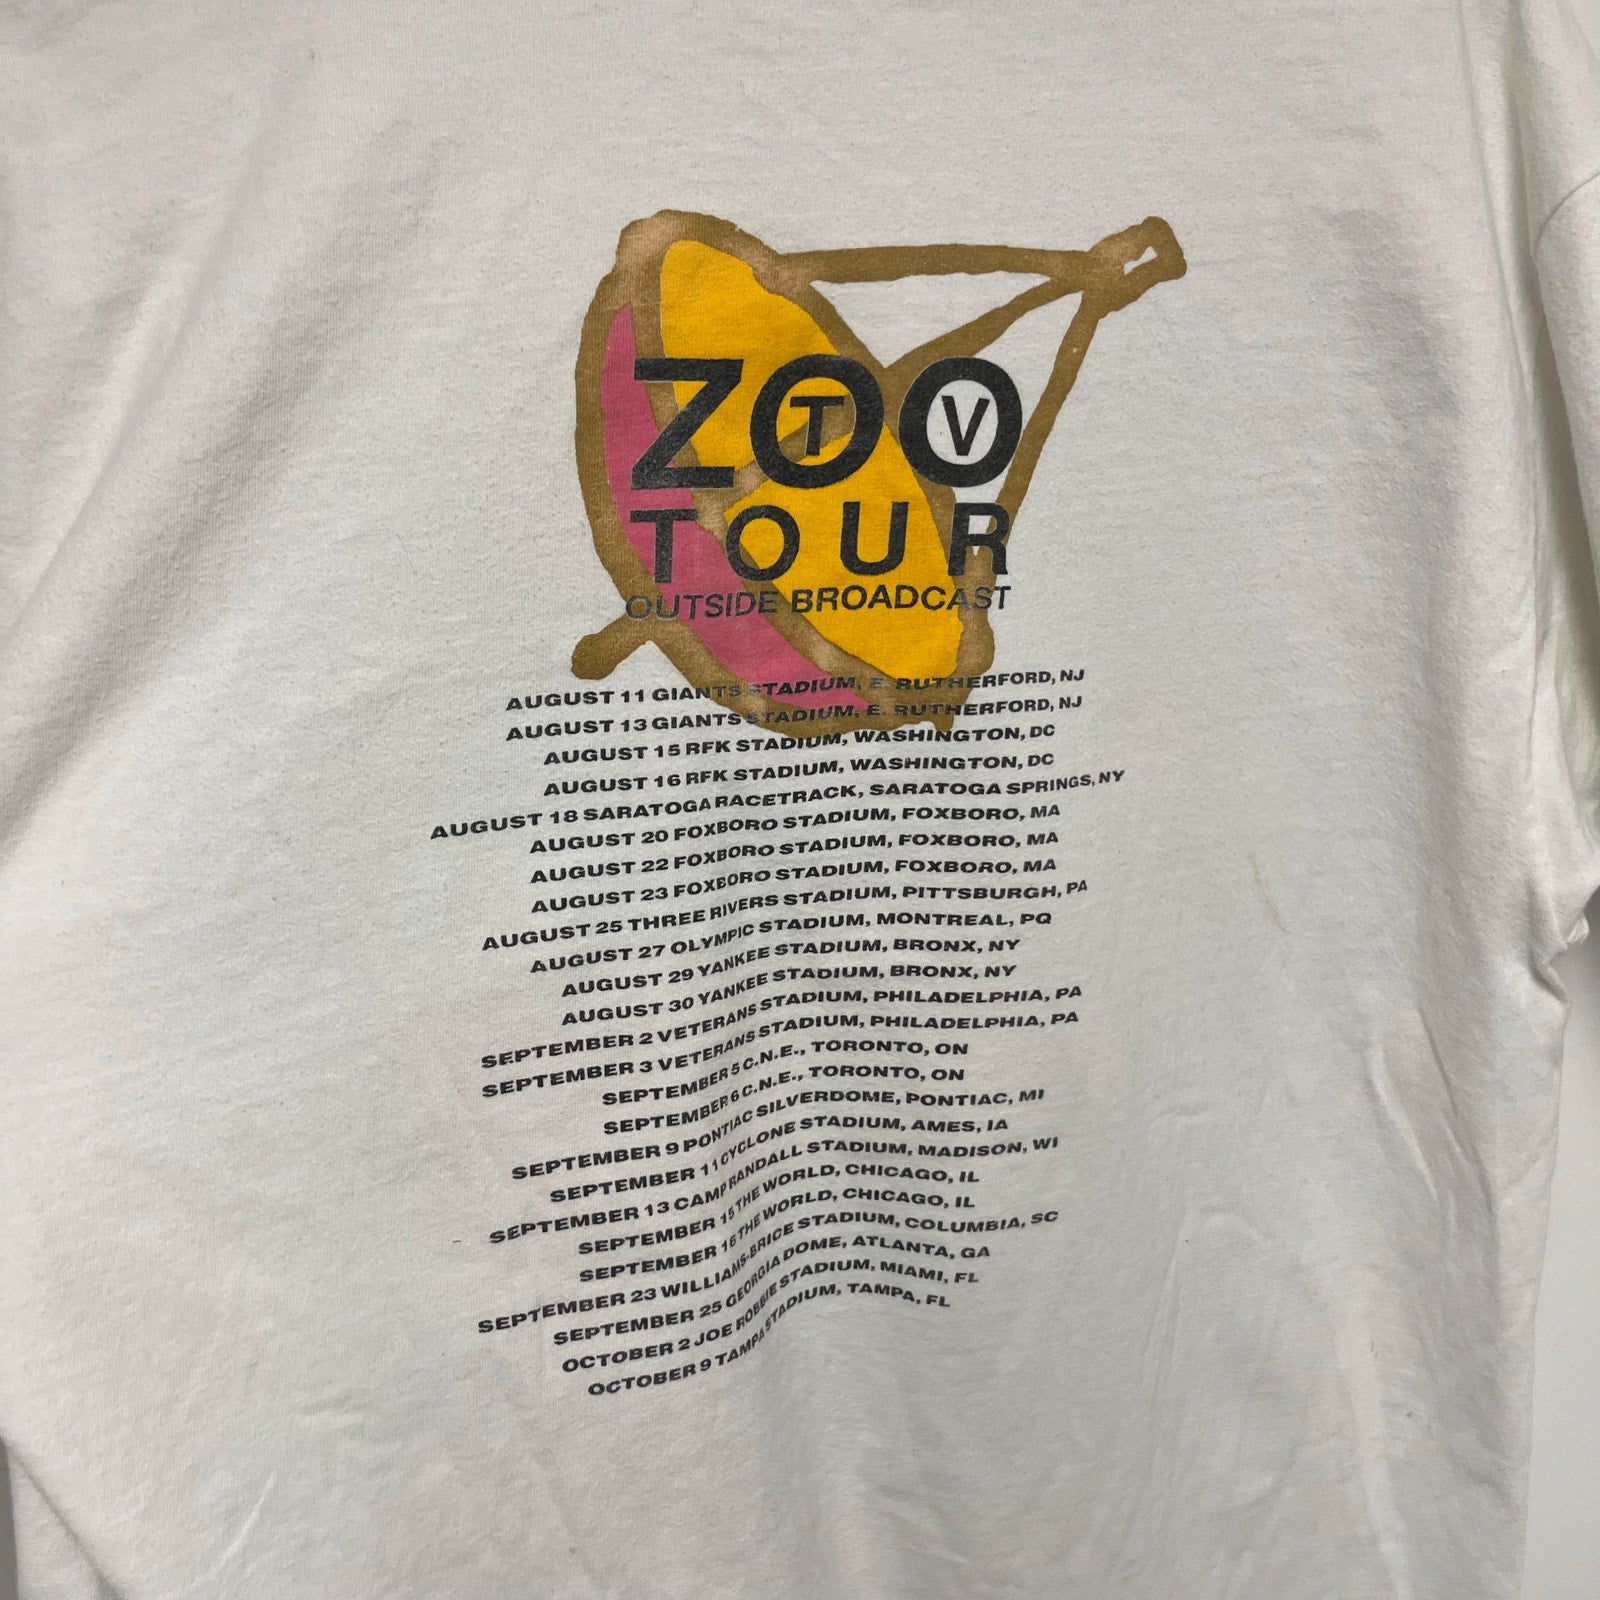 ZOO
TV
TOUR
OUTSIDE BROADCAST
AUGUST 11 GIANTS STADIUM, E. RUTHERFORD, NJ
AUGUST 13 GIANTS STADIUM, E. RUTHERFORD, NJ
AUGUST 15 RFK STADIUM, WASHINGTON, DC
AUGUST 16 RFK STADIUM, WASHINGTON, DC
AUGUST 18 SARATOGA RACETRACK, SARATOGA SPRINGS, NY
AUGUST 20 FOXBORO STADIUM, FOXBORO, MA
AUGUST 22 FOXBORO STADIUM, FOXBORO, MA
AUGUST 23 FOXBORO STADIUM, FOXBORO, MA
AUGUST 25 THREE RIVERS STADIUM, PITTSBURGH, PA
AUGUST 27 OLYMPIC STADIUM, MONTREAL, PQ
AUGUST 29 YANKEE STADIUM, BRONX, NY
AUGUST 30 YANKEE STADIUM, BRONX, NY
SEPTEMBER 2 VETERANS STADIUM, PHILADELPHIA, PA
SEPTEMBER 3 VETERANS STADIUM, PHILADELPHIA, PA
SEPTEMBER 5 C.N.E., TORONTO, ON
SEPTEMBER 6 C.N.E., TORONTO, ON
SEPTEMBER 9 PONTIAC SILVERDOME, PONTIAC, MI
SEPTEMBER 11 CYCLONE STADIUM, AMES, IA
SEPTEMBER 13 CAMP RANDALL STADIUM, MADISON, WI
SEPTEMBER 15 THE WORLD, CHICAGO, IL
SEPTEMBER 16 THE WORLD, CHICAGO, IL
SEPTEMBER 23 WILLIAMS-BRICE STADIUM, COLUMBIA, SC
SEPTEMBER 25 GEORGIA DOME, ATLANTA, GA
OCTOBER 2 JOE ROBBIE STADIUM, MIAMI, FL
OCTOBER 9 TAMPA STADIUM, TAMPA, FL